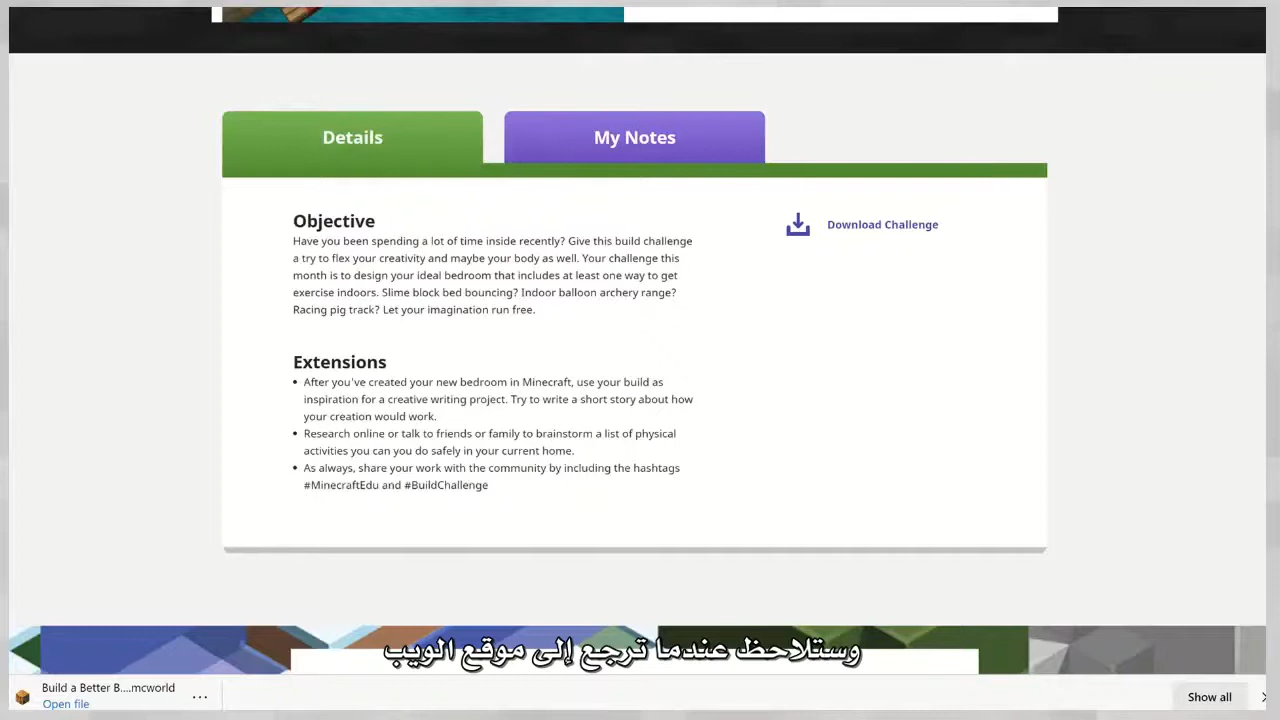 Details
My Notes
Objective
Download Challenge
Have you been spending a lot of time inside recently? Give this build challenge
a try to flex your creativity and maybe your body as well. Your challenge this
month is to design your ideal bedroom that includes at least one way to get
exercise indoors. Slime block bed bouncing? Indoor balloon archery range?
Racing pig track? Let your imagination run free.
Extensions
• After you've created your new bedroom in Minecraft, use your build as
inspiration for a creative writing project. Try to write a short story about how
your creation would work.
• Research online or talk to friends or family to brainstorm a list of physical
activities you can you do safely in your current home.
• As always, share your work with the community by including the hashtags
#MinecraftEdu and #BuildChallenge
وستلاحظ عندما ترجع إلى موقع الويب
Build a Better B....mcworld
Open file
Show all